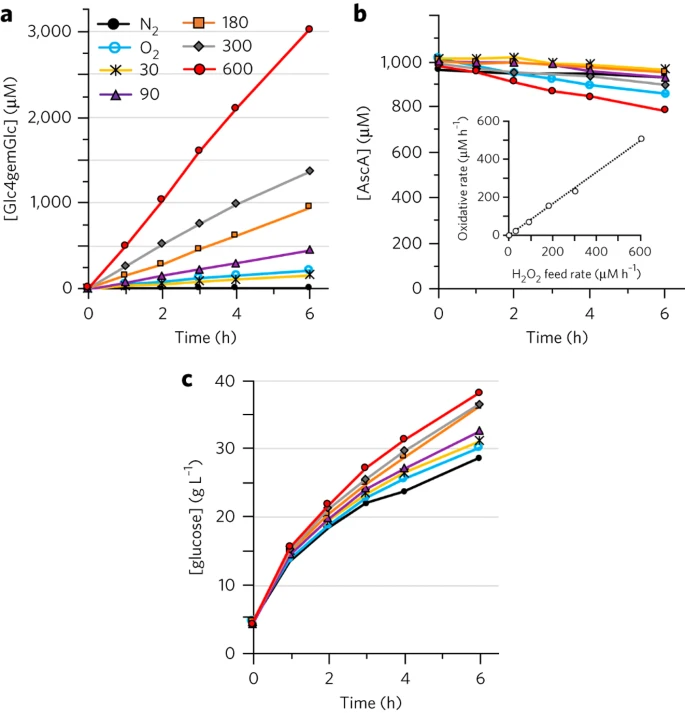 a
N₂
O₂
30
90
180
300
600
[Glc4gemGlc] (μM)
3,000
2,000
1,000
0
0 2 4 6
Time (h)
b
[AscA] (μM)
1,000
800
600
400
200
0
0 2 4 6
Time (h)
Oxidative rate (μM h⁻¹)
600
400
200
0
0 200 400 600
H₂O₂ feed rate (μM h⁻¹)
c
[glucose] (g L⁻¹)
40
30
20
10
0
0 2 4 6
Time (h)